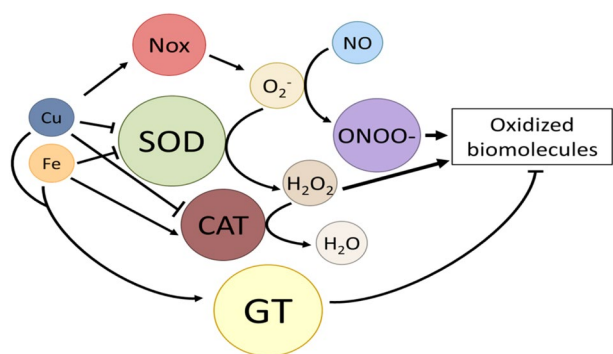 Nox
NO
O₂⁻
Cu
SOD
ONOO-
Oxidized
biomolecules
Fe
H₂O₂
CAT
H₂O
GT